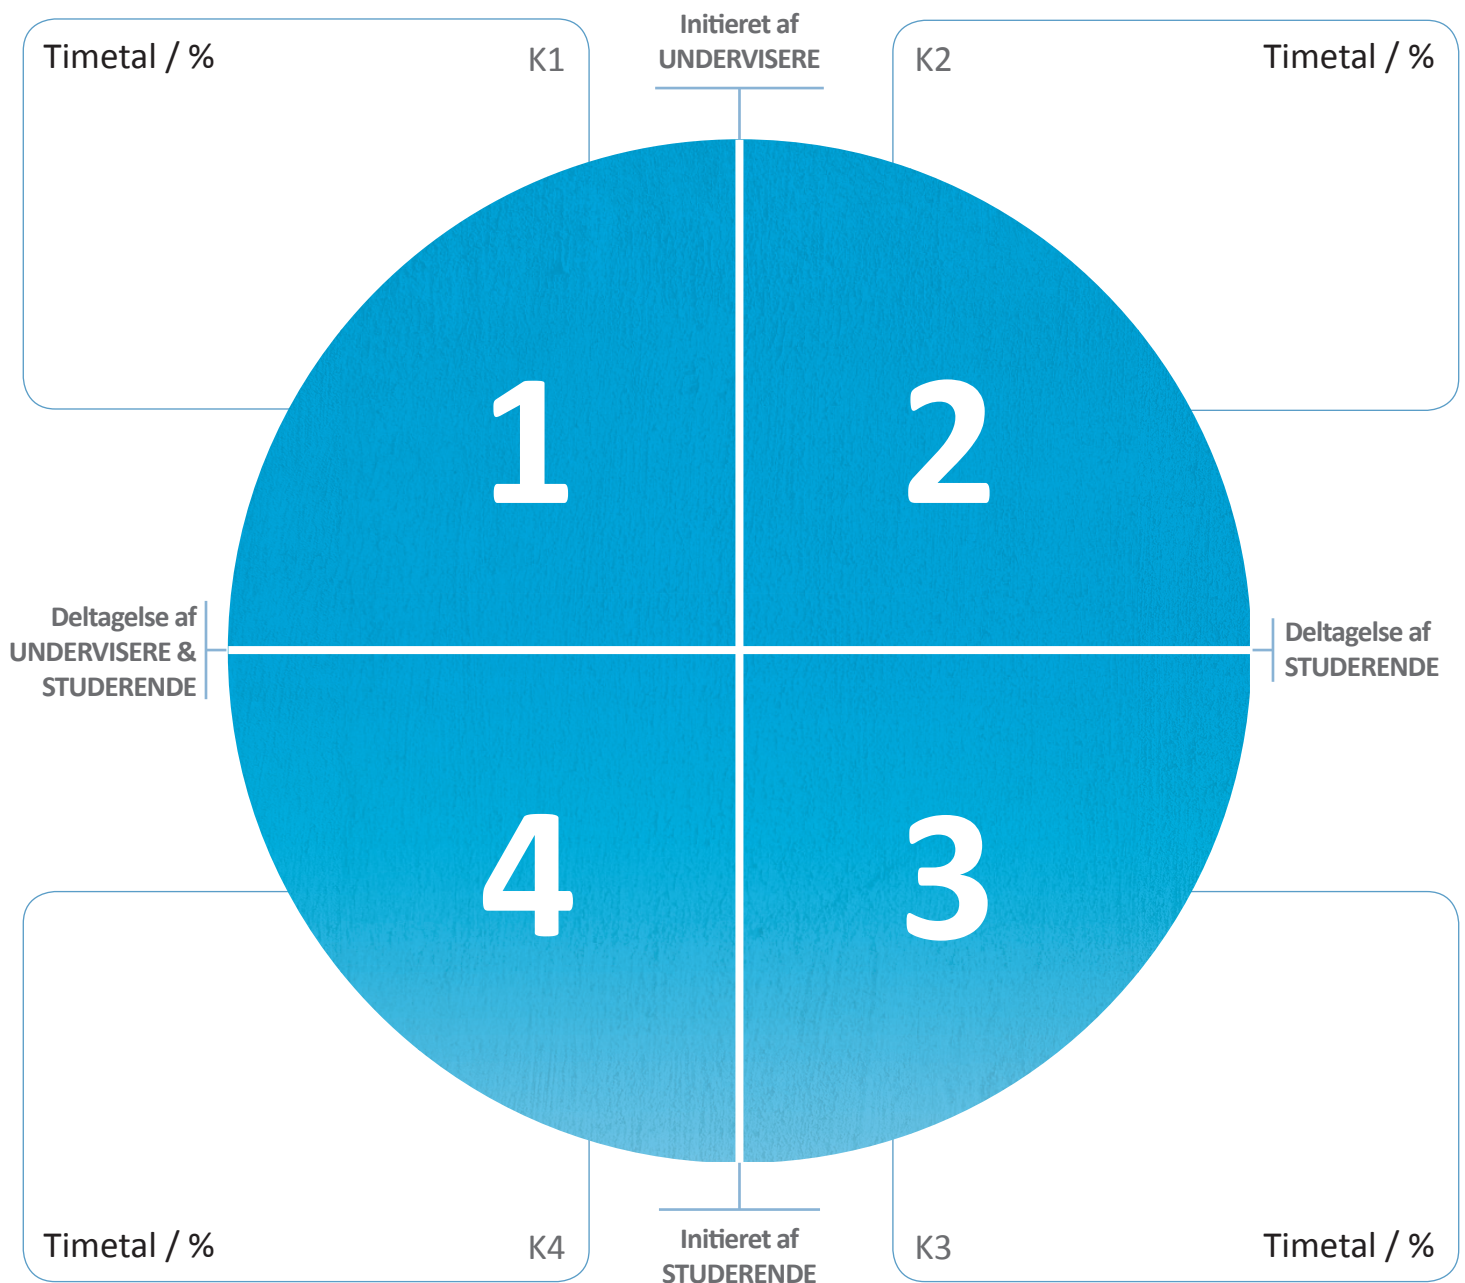 Timetal / %
K1
Initieret af
UNDERVISERE
K2
Timetal / %
1
2
Deltagelse af
UNDERVISERE &
STUDERENDE
Deltagelse af
STUDERENDE
4
3
Timetal / %
K4
Initieret af
STUDERENDE
K3
Timetal / %